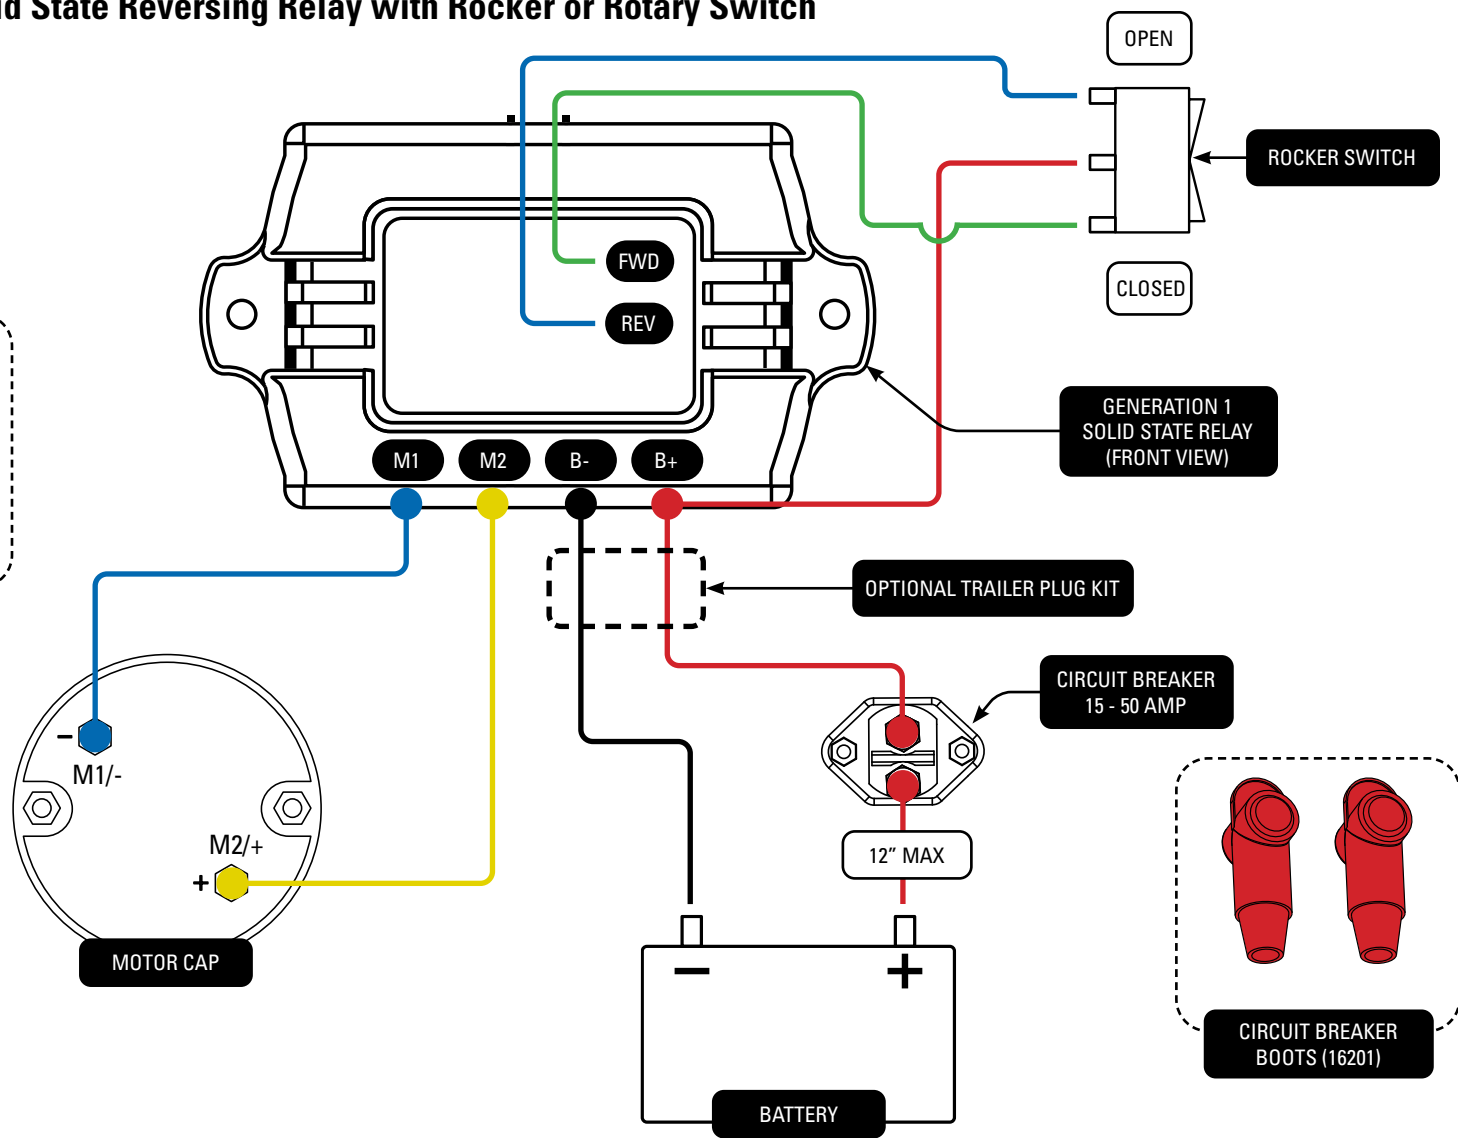 State Reversing Relay with Rocker or Rotary Switch
OPEN
ROCKER SWITCH
FWD
CLOSED
REV
GENERATION 1
SOLID STATE RELAY
(FRONT VIEW)
M1
M2
B-
B+
OPTIONAL TRAILER PLUG KIT
CIRCUIT BREAKER
15 - 50 AMP
-
M1/-
M2/+
+
12” MAX
MOTOR CAP
−
+
CIRCUIT BREAKER
BOOTS (16201)
BATTERY